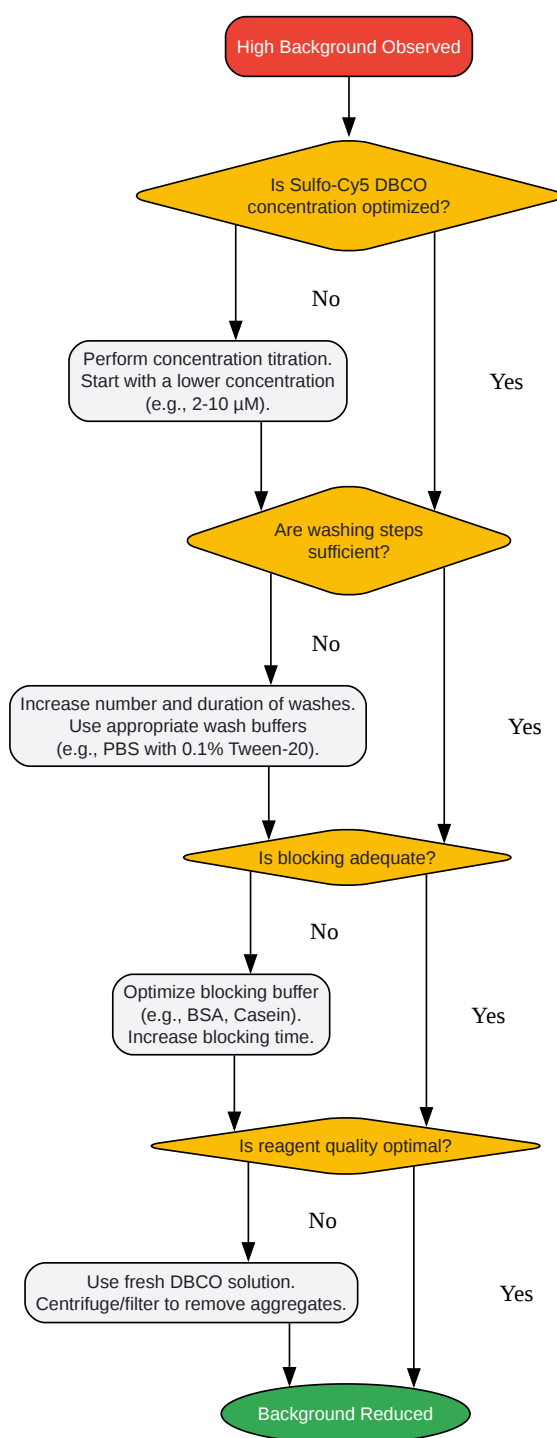 High Background Observed
Is Sulfo-Cy5 DBCO
concentration optimized?
No
Perform concentration titration.
Start with a lower concentration
(e.g., 2-10 µM).
Yes
Are washing steps
sufficient?
No
Increase number and duration of washes.
Use appropriate wash buffers
(e.g., PBS with 0.1% Tween-20).
Yes
Is blocking adequate?
No
Optimize blocking buffer
(e.g., BSA, Casein).
Increase blocking time.
Yes
Is reagent quality optimal?
No
Use fresh DBCO solution.
Centrifuge/filter to remove aggregates.
Yes
Background Reduced